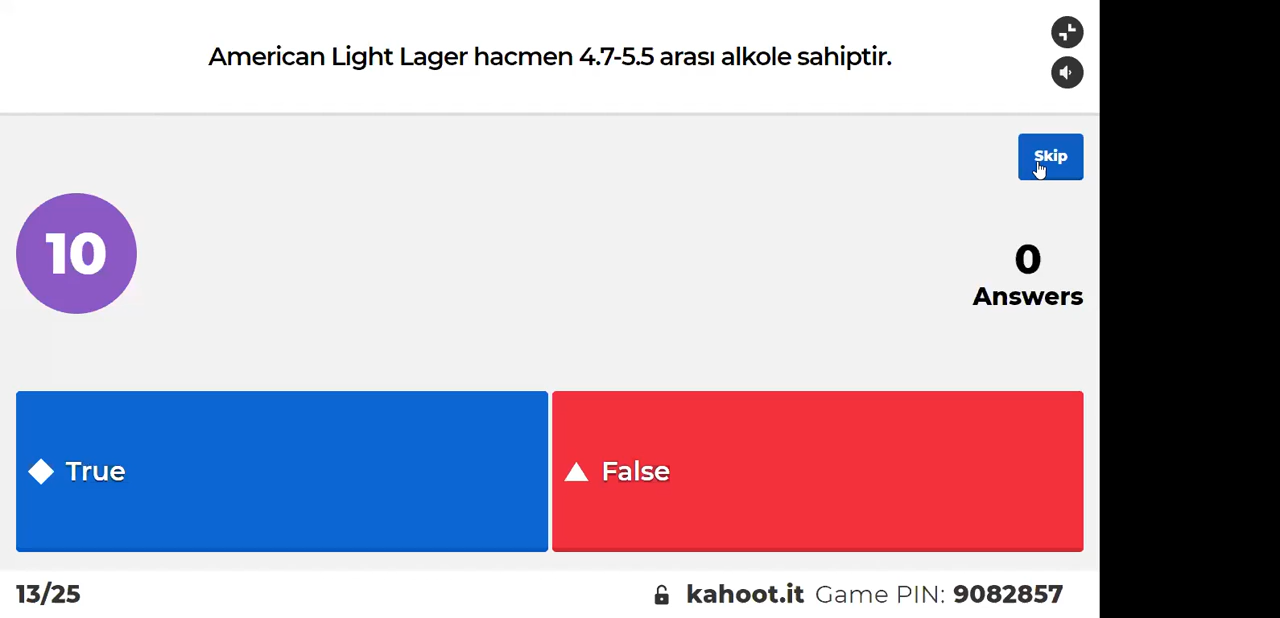 American Light Lager hacmen 4.7-5.5 arası alkole sahiptir.
Skip
10
0
Answers
True
False
13/25
kahoot.it Game PIN: 9082857